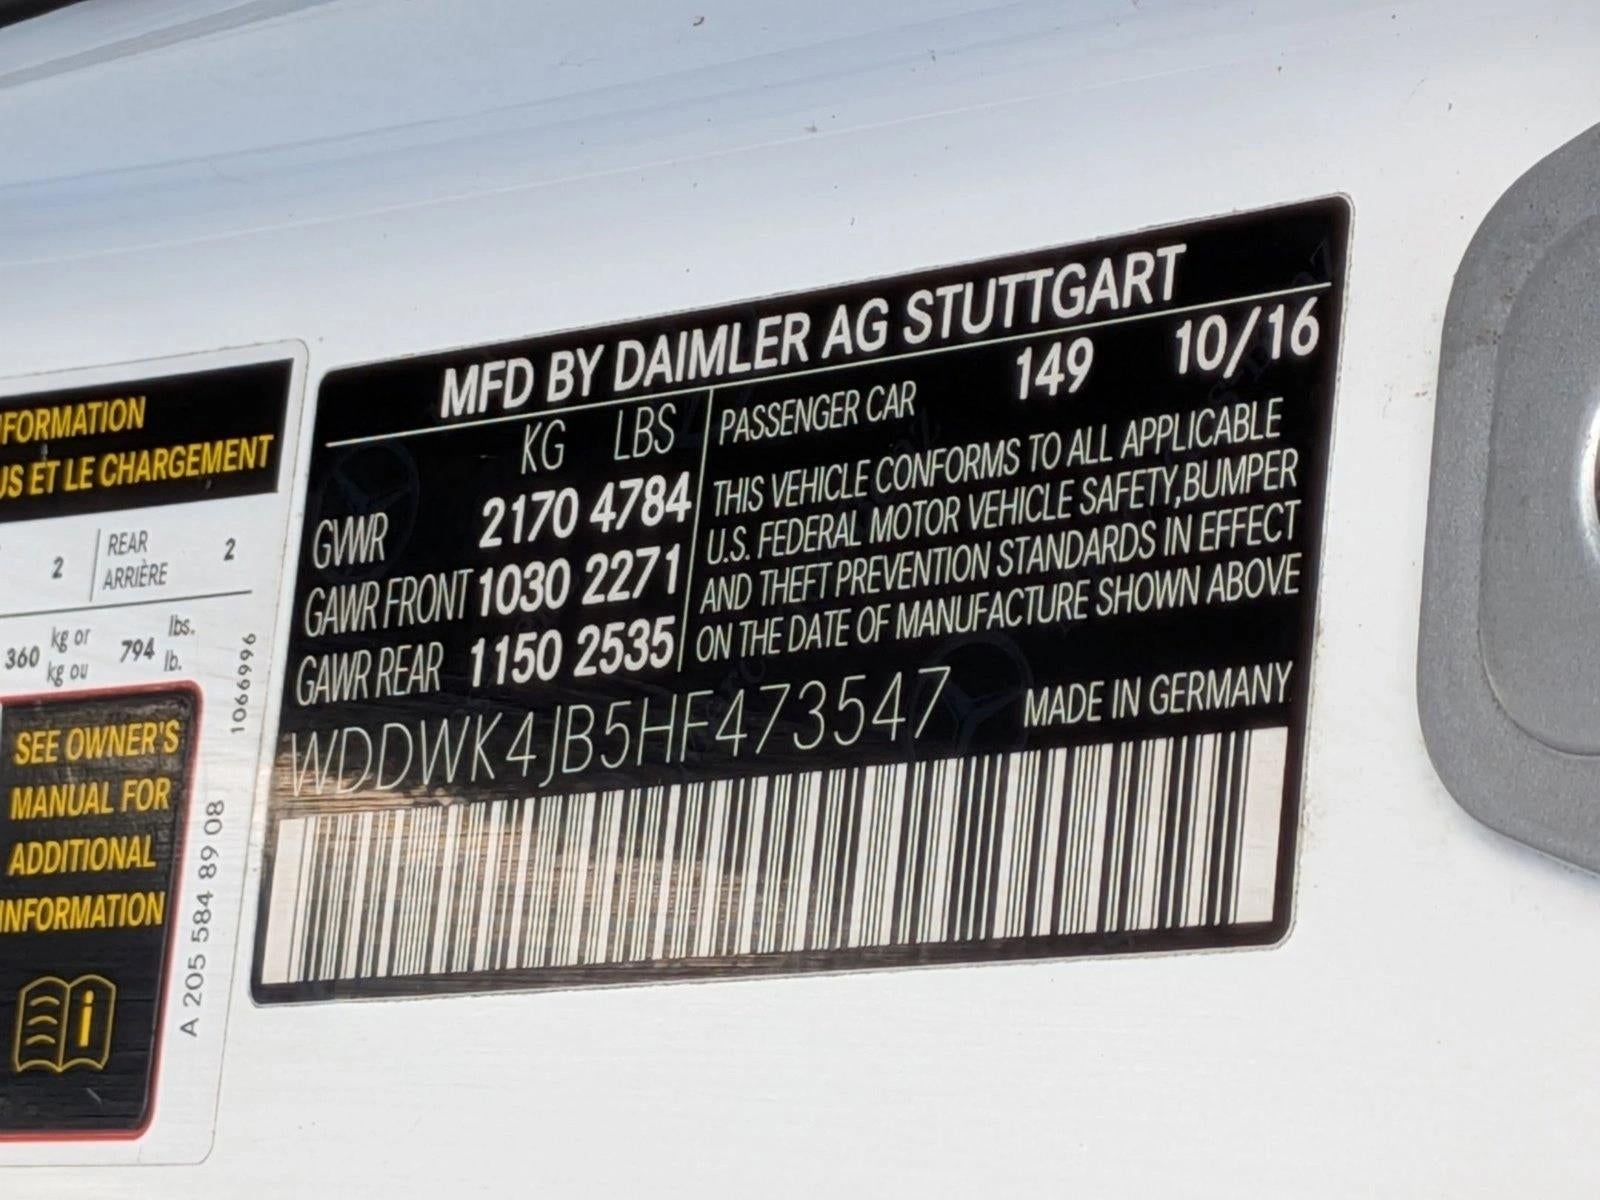 MFD BY DAIMLER AG STUTTGART
KG LBS
GVWR 2170 4784
GAWR FRONT 1030 2271
GAWR REAR 1150 2535
PASSENGER CAR 149 10/16
THIS VEHICLE CONFORMS TO ALL APPLICABLE
U.S. FEDERAL MOTOR VEHICLE SAFETY, BUMPER
AND THEFT PREVENTION STANDARDS IN EFFECT
ON THE DATE OF MANUFACTURE SHOWN ABOVE
WDDWK4JB5HF473547 MADE IN GERMANY
ET LE CHARGEMENT
2 REAR 2
ARRIÈRE
360 kg or 794 lbs.
kg ou lb.
1066996
SEE OWNER'S
MANUAL FOR
ADDITIONAL
INFORMATION
i
A 205 584 89 08